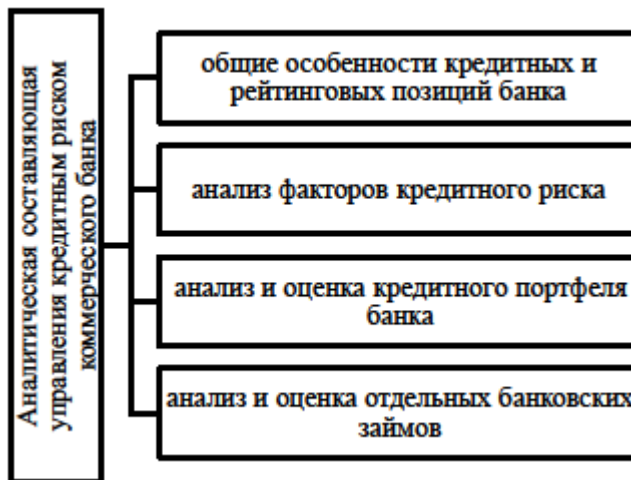 Аналитическая составляющая
управления кредитным риском
коммерческого банка
общие особенности кредитных и
рейтинговых позиций банка
анализ факторов кредитного риска
анализ и оценка кредитного портфеля
банка
анализ и оценка отдельных банковских
займов